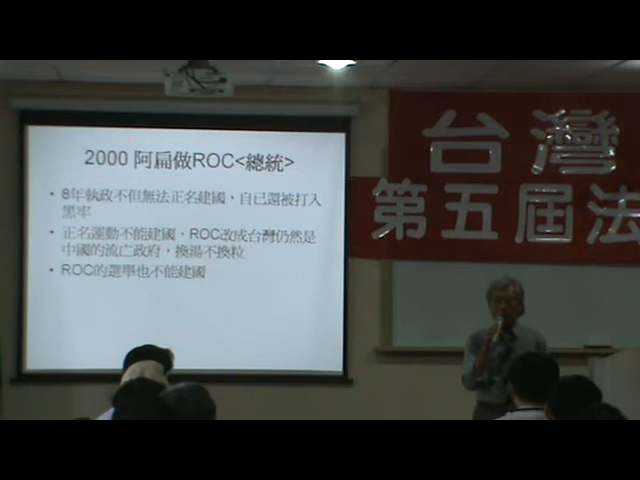 2000 阿扁做ROC<總統>
• 8年執政不但無法正名建國，自已還被打入
黑牢
• 正名運動不能建國，ROC改成台灣仍然是
中國的流亡政府，換湯不換粒
• ROC的選舉也不能建國
台灣
第五屆法